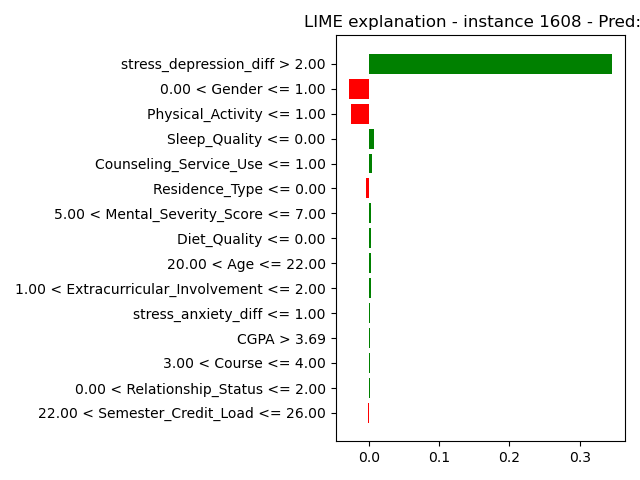 LIME explanation - instance 1608 - Pred:
stress_depression_diff > 2.00
0.00 < Gender <= 1.00
Physical_Activity <= 1.00
Sleep_Quality <= 0.00
Counseling_Service_Use <= 1.00
Residence_Type <= 0.00
5.00 < Mental_Severity_Score <= 7.00
Diet_Quality <= 0.00
20.00 < Age <= 22.00
1.00 < Extracurricular_Involvement <= 2.00
stress_anxiety_diff <= 1.00
CGPA > 3.69
3.00 < Course <= 4.00
0.00 < Relationship_Status <= 2.00
22.00 < Semester_Credit_Load <= 26.00
0.0 0.1 0.2 0.3